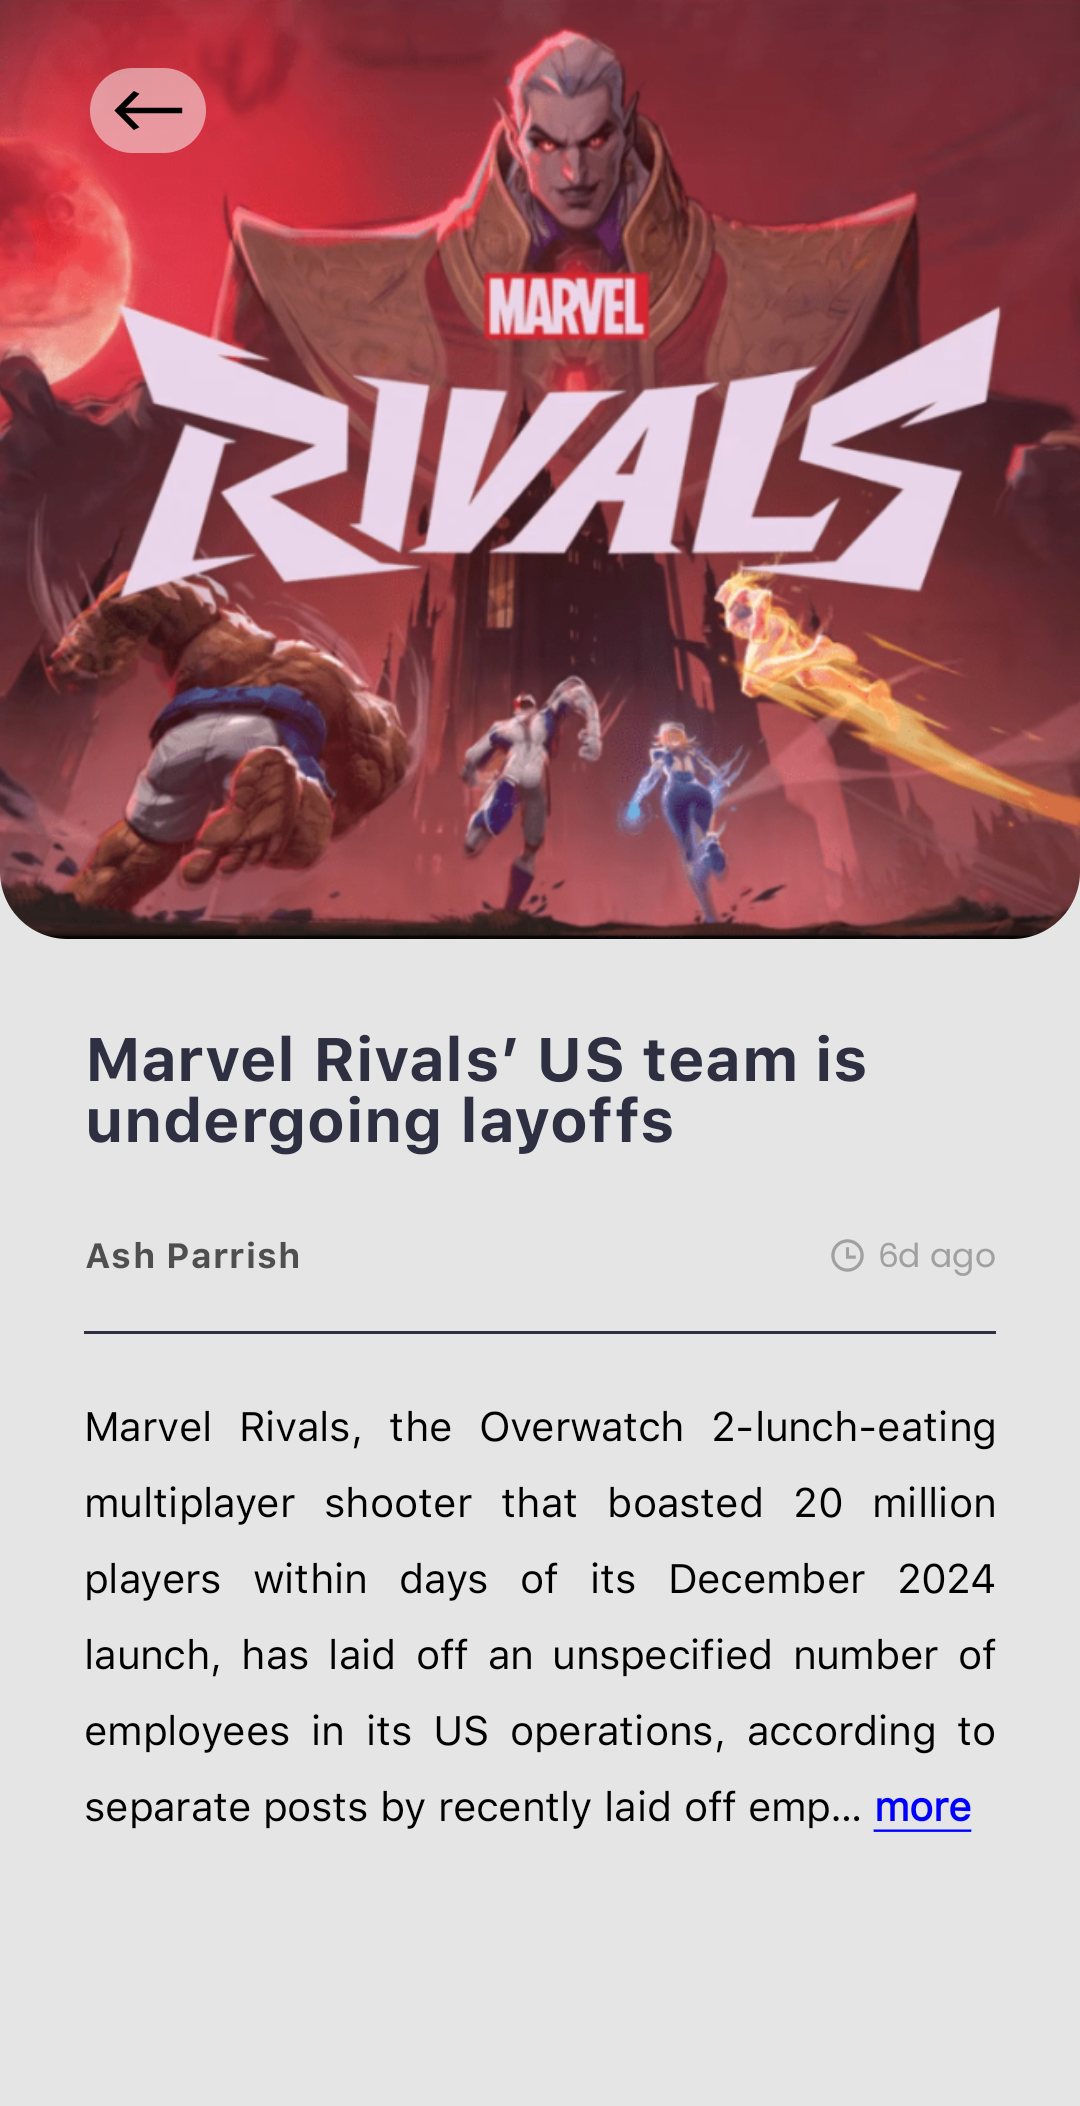 MARVEL
RIVALS
Marvel Rivals’ US team is
undergoing layoffs
Ash Parrish
6d ago
Marvel Rivals, the Overwatch 2-lunch-eating
multiplayer shooter that boasted 20 million
players within days of its December 2024
launch, has laid off an unspecified number of
employees in its US operations, according to
separate posts by recently laid off emp... more